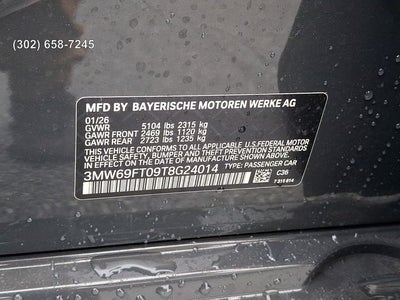 (302) 658-7245
MFD BY BAYERISCHE MOTOREN WERKE AG
01/26
GVWR 5104 lbs 2315 kg
GAWR FRONT 2469 lbs 1120 kg
GAWR REAR 2723 lbs 1235 kg
THIS VEHICLE CONFORMS TO ALL APPLICABLE U.S. FEDERAL MOTOR
VEHICLE SAFETY, BUMPER, AND THEFT PREVENTION STANDARDS
IN EFFECT ON THE DATE OF MANUFACTURE SHOWN ABOVE.
3MW69FT09T8G24014 TYPE: PASSENGER CAR
C36
7 315 814